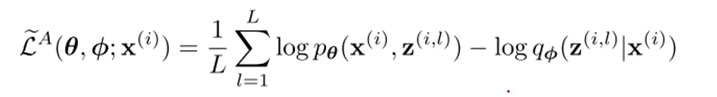 $\widetilde{\mathcal{L}}^{A}(\boldsymbol{\theta}, \boldsymbol{\phi}; \mathbf{x}^{(i)}) = \frac{1}{L} \sum_{l=1}^{L} \log p_{\boldsymbol{\theta}}(\mathbf{x}^{(i)}, \mathbf{z}^{(i,l)}) - \log q_{\boldsymbol{\phi}}(\mathbf{z}^{(i,l)}|\mathbf{x}^{(i)})$